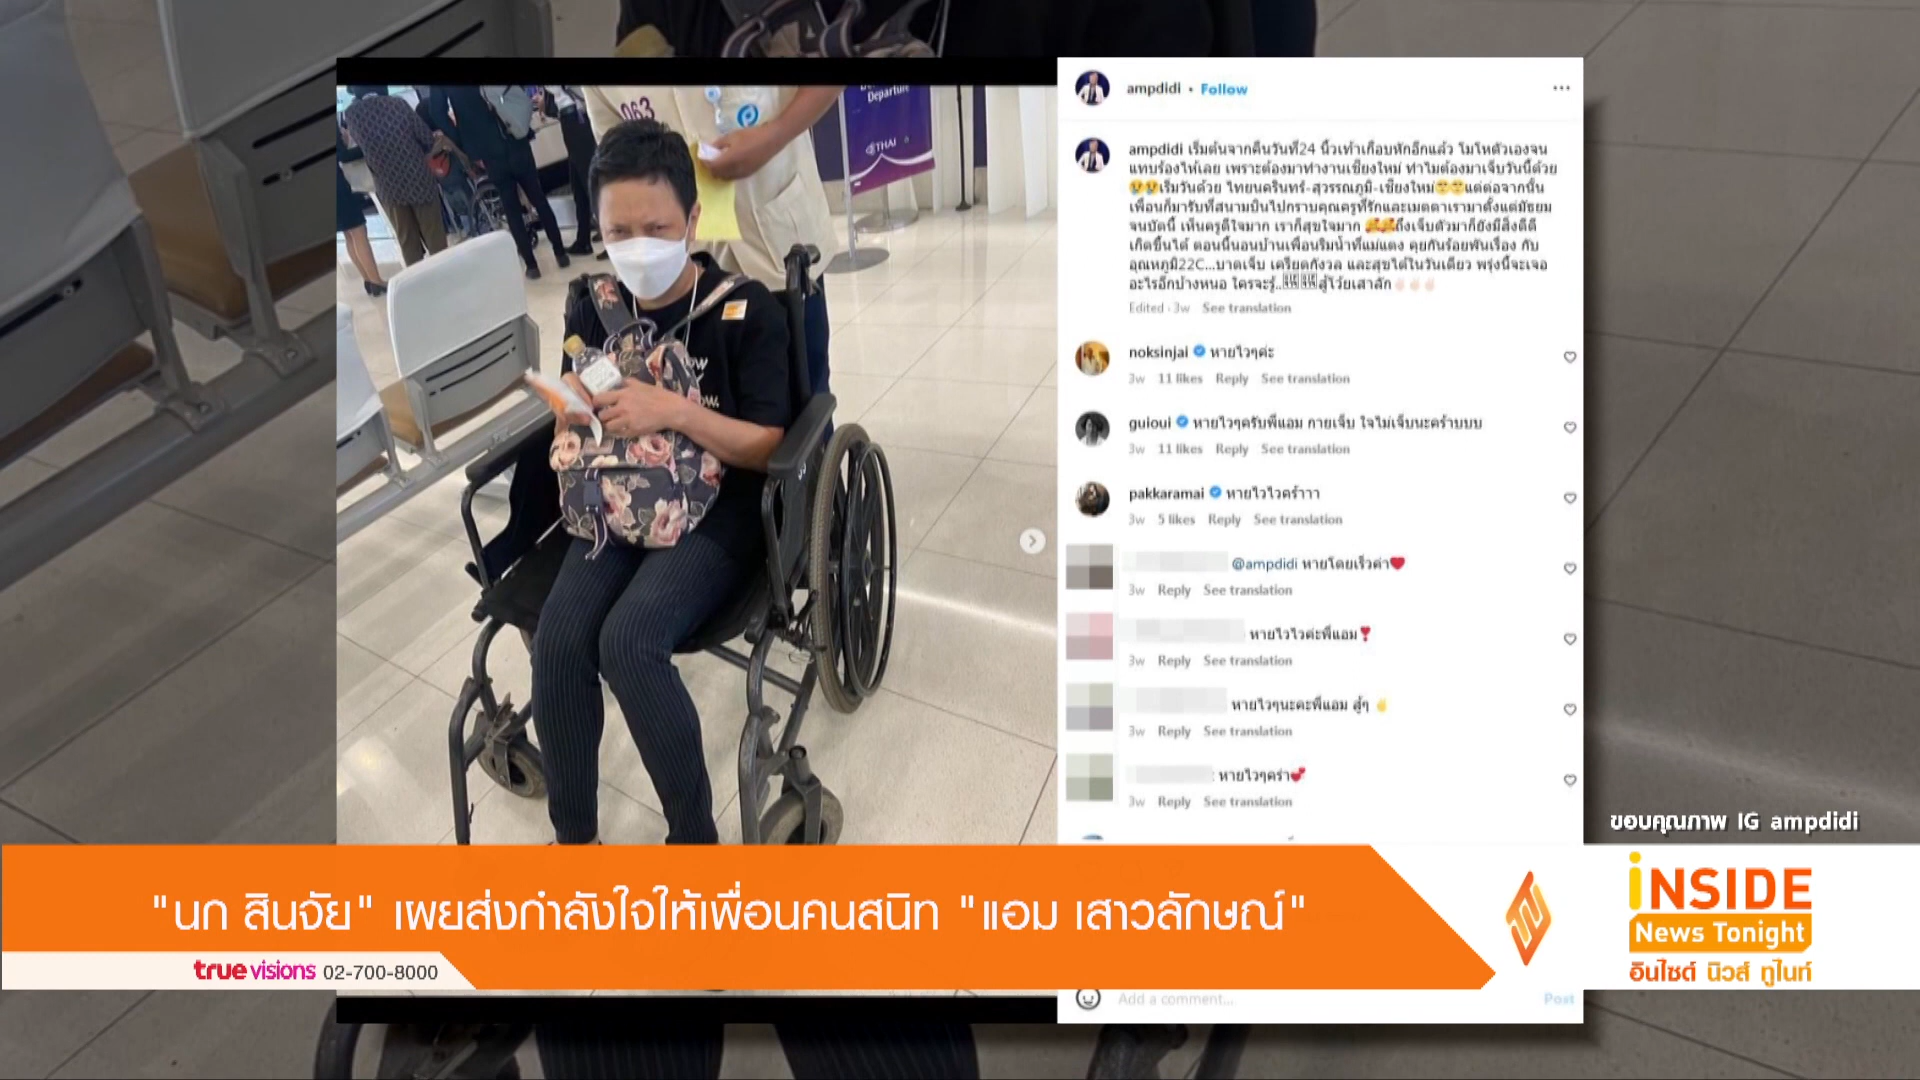 063
Departure
THAI
ampdidi • Follow
ampdidi เริ่มต้นจากคืนวันที่24 นิ้วเท้าเกือบหักอีกแล้ว โมโหตัวเองจน
แทบร้องไห้เลย เพราะต้องมาทำงานเชียงใหม่ ทำไมต้องมาเจ็บวันนี้ด้วย
😢😢เริ่มวันด้วย ไทยนครินทร์-สุวรรณภูมิ-เชียงใหม่ แต่ต่อจากนั้น
เพื่อนก็มารับที่สนามบินไปกราบคุณครูที่รักและเมตตาเรามาตั้งแต่มัธยม
จนบัดนี้ เห็นครูดีใจมาก เราก็สุขใจมาก 🥰🥰ถึงเจ็บตัวมาก็ยังมีสิ่งดีดี
เกิดขึ้นได้ ตอนนี้นอนบ้านเพื่อนริมน้ำที่แม่แตง คุยกันร้อยพันเรื่อง กับ
อุณหภูมิ22C...บาดเจ็บ เครียดกังวล และสุขได้ในวันเดียว พรุ่งนี้จะเจอ
อะไรอีกบ้างหนอ ใครจะรู้..สู้โว้ยเสาลัก
Edited · 3w See translation
noksinjai หายไวๆค่ะ
3w 11 likes Reply See translation
guioui หายไวๆครับพี่แอม กายเจ็บ ใจไม่เจ็บนะคร้าบบบ
3w 11 likes Reply See translation
pakkaramai หายไวไวคร้าาา
3w 5 likes Reply See translation
@ampdidi หายโดยเร็วค่า❤️
3w Reply See translation
หายไวไวค่ะพี่แอม❣️
3w Reply See translation
หายไวๆนะคะพี่แอม สู้ๆ ✌️
3w Reply See translation
หายไวๆคร่า💕
3w Reply See translation
Add a comment... Post
ขอบคุณภาพ IG ampdidi
"นก สินจัย" เผยส่งกำลังใจให้เพื่อนคนสนิท "แอม เสาวลักษณ์"
truevisions 02-700-8000
iNSIDE
News Tonight
อินไซด์ นิวส์ ทูไนท์